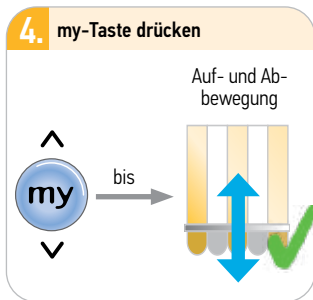 4. my-Taste drücken
Auf- und Ab-
bewegung
bis
my